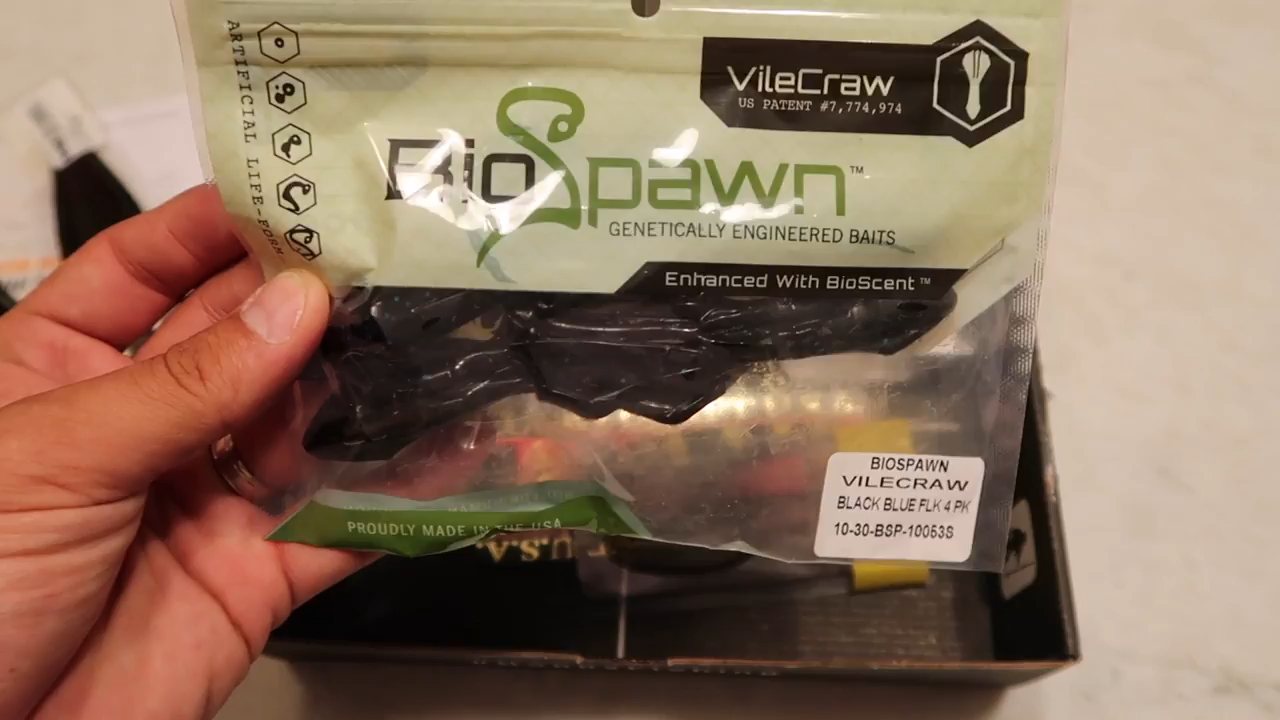 ARTIFICIAL LIFE-FORM
VileCraw
US PATENT #7,774,974
BioSpawn™
GENETICALLY ENGINEERED BAITS
Enhanced With BioScent™
PROUDLY MADE IN THE USA
U.S.A.
BIOSPAWN
VILECRAW
BLACK BLUE FLK 4 PK
10-30-BSP-10053S